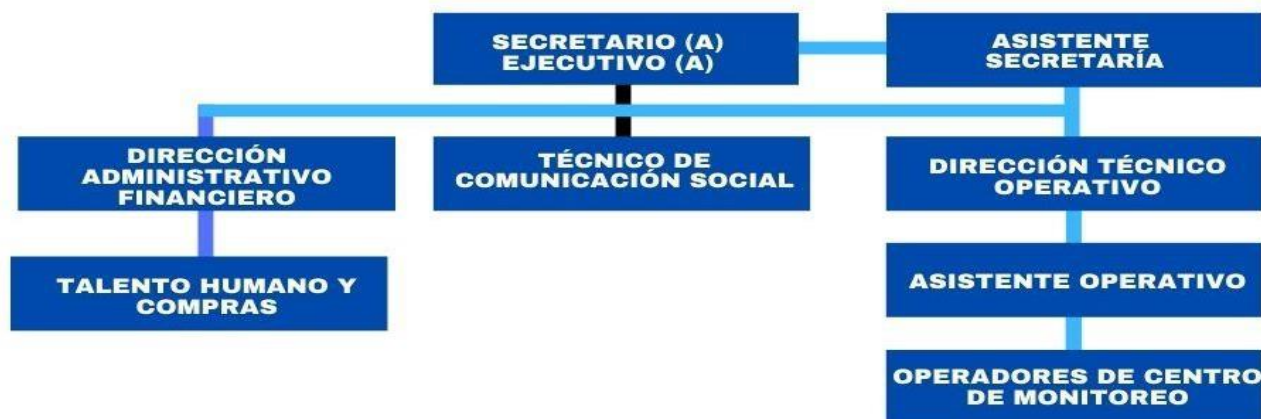 SECRETARIO (A)
EJECUTIVO (A)
ASISTENTE
SECRETARÍA
DIRECCIÓN
ADMINISTRATIVO
FINANCIERO
TÉCNICO DE
COMUNICACIÓN SOCIAL
DIRECCIÓN TÉCNICO
OPERATIVO
TALENTO HUMANO Y
COMPRAS
ASISTENTE OPERATIVO
OPERADORES DE CENTRO
DE MONITOREO